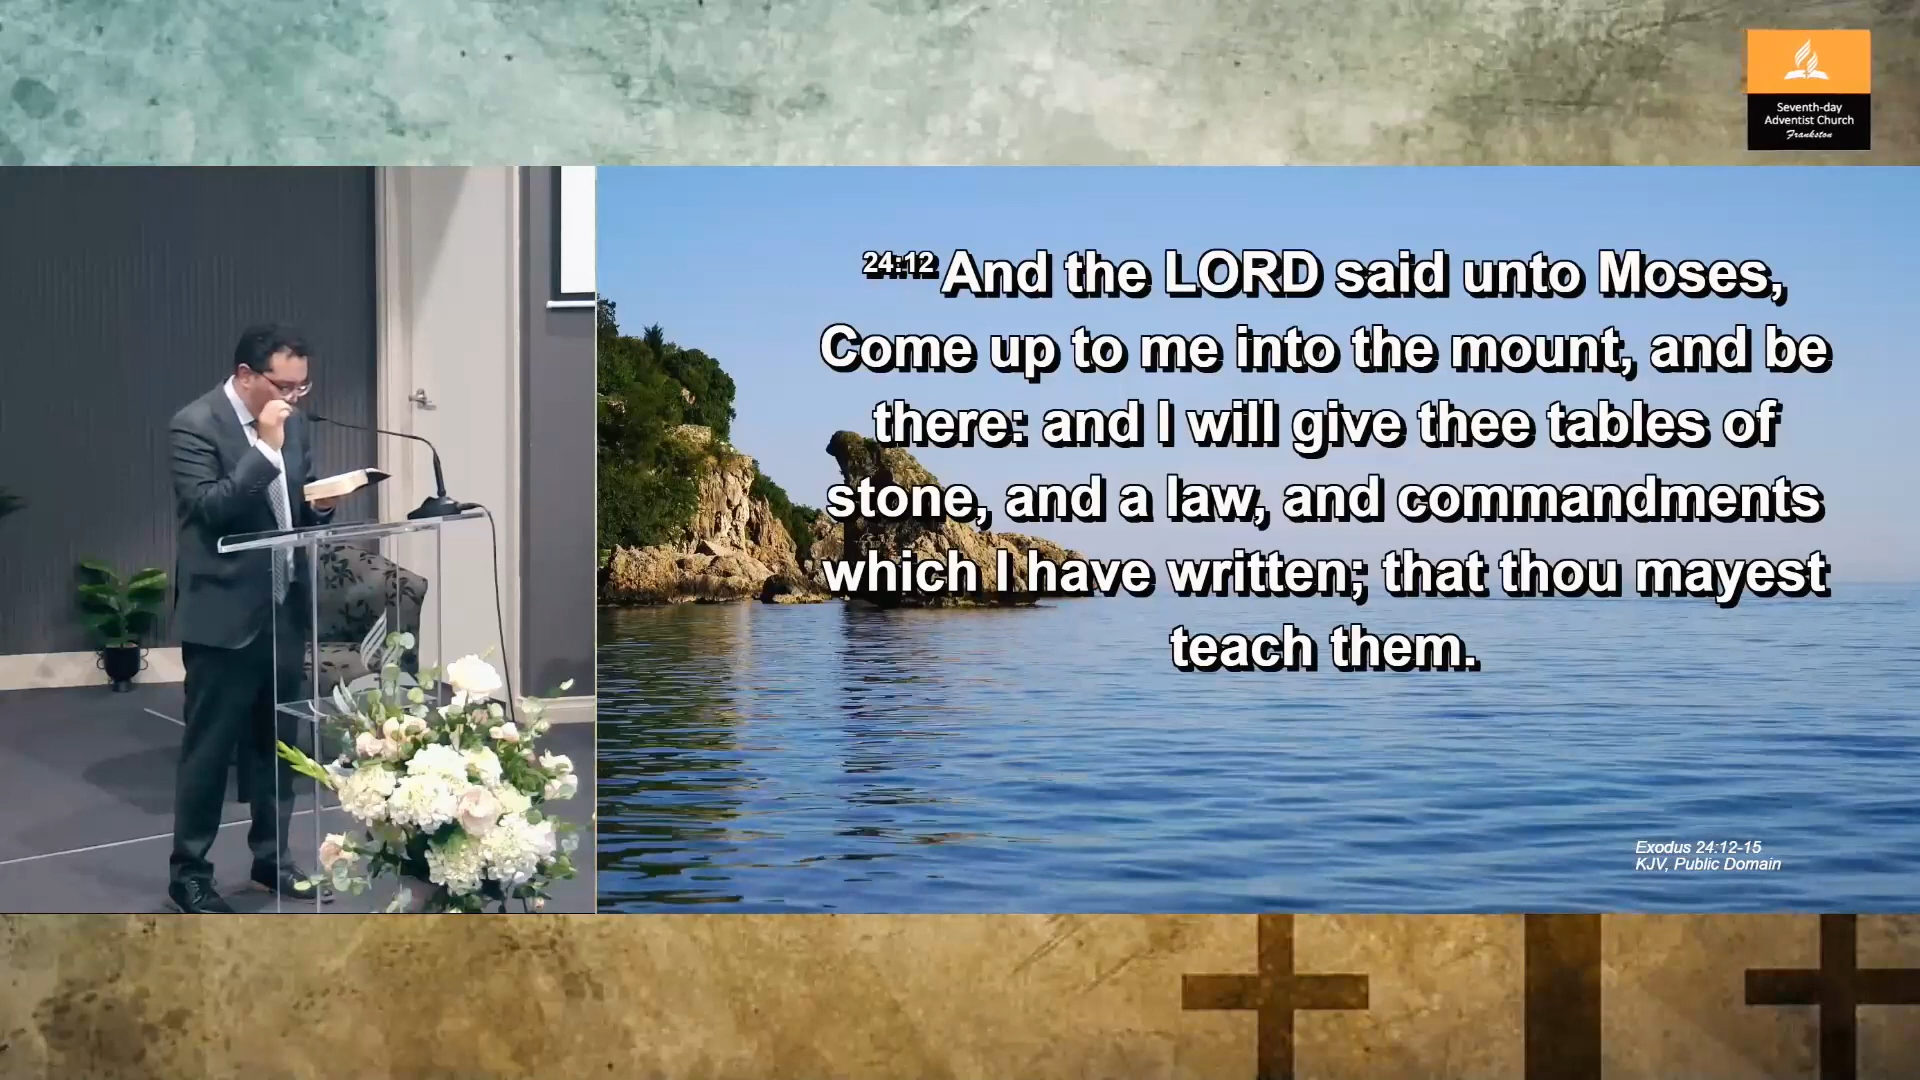 Seventh-day
Adventist Church
Frankston
24:12 And the LORD said unto Moses,
Come up to me into the mount, and be
there: and I will give thee tables of
stone, and a law, and commandments
which I have written; that thou mayest
teach them.
Exodus 24:12-15
KJV, Public Domain